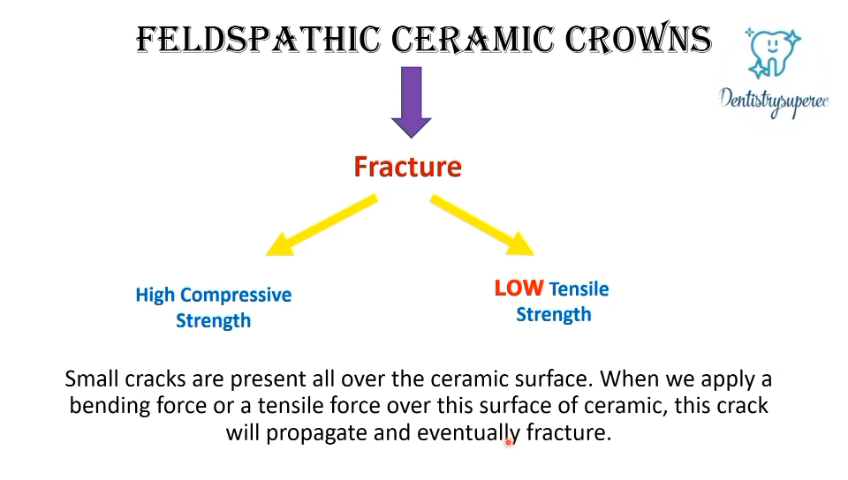 FELDSPATHIC CERAMIC CROWNS
Dentistrysuperec
Fracture
High Compressive
Strength
LOW Tensile
Strength
Small cracks are present all over the ceramic surface. When we apply a
bending force or a tensile force over this surface of ceramic, this crack
will propagate and eventually fracture.